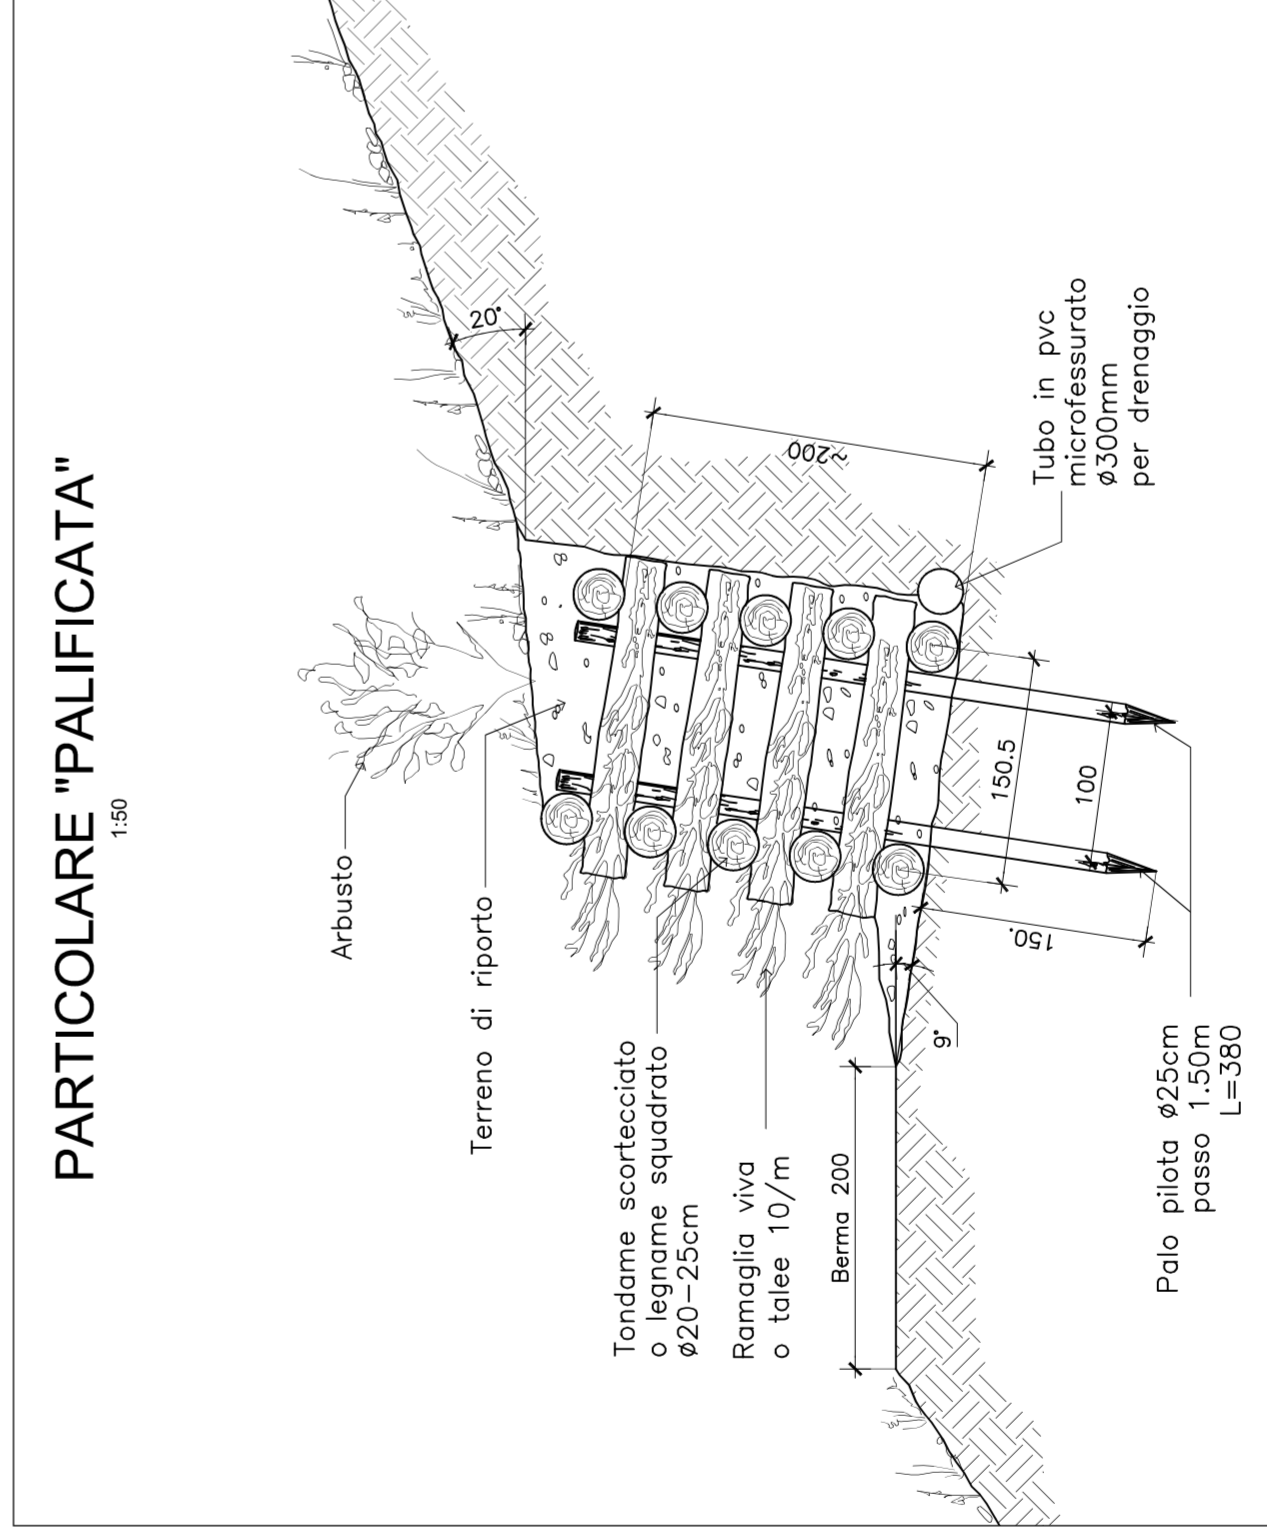 PARTICOLARE "PALIFICATA"
1:50
Arbusto
Terreno di riporto
Tondame scortecciato
o legname squadrato
ø20-25cm
Ramaglia viva
o talee 10/m
Berma 200
9°
20°
~200
Tubo in pvc
microfessurato
ø300mm
per drenaggio
150.5
100
150.
Palo pilota ø25cm
passo 1.50m
L=380